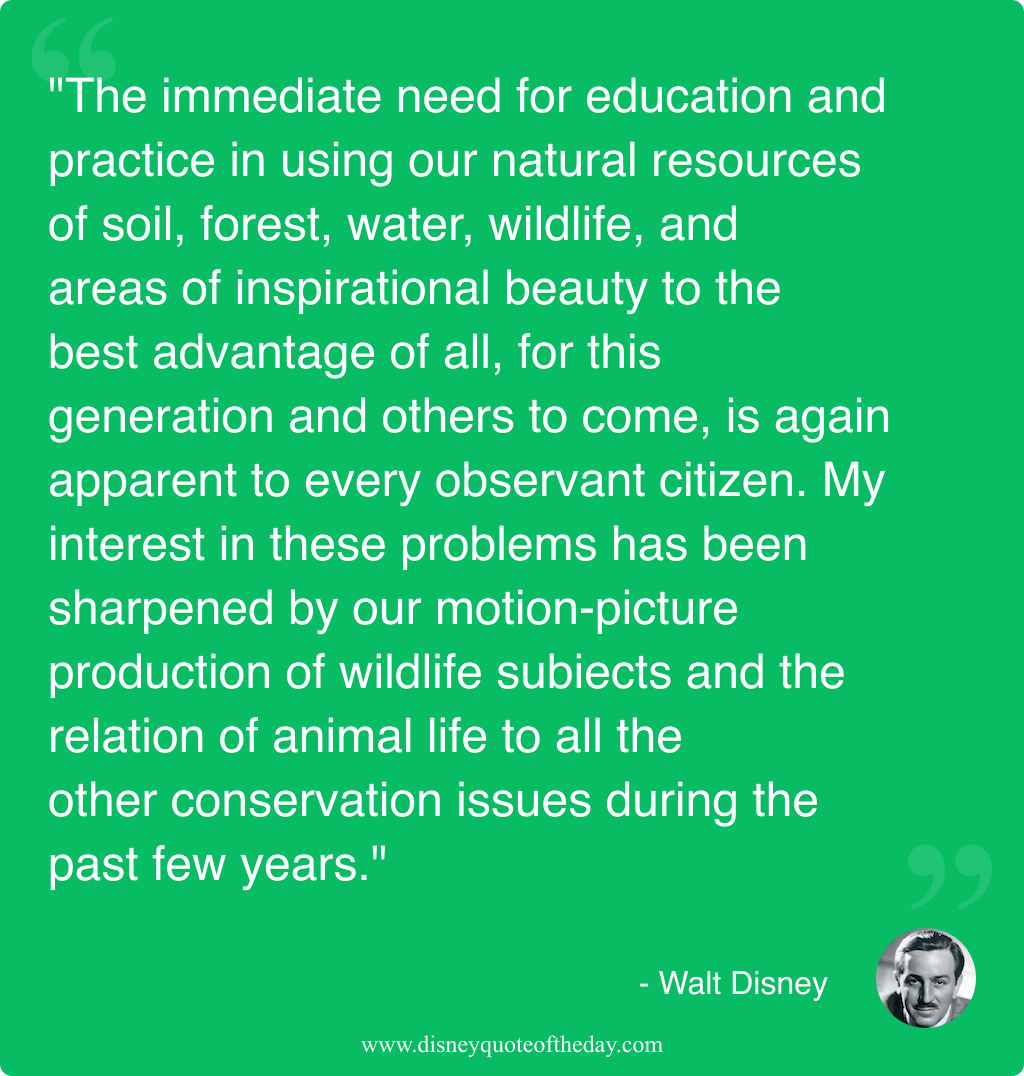 "The immediate need for education and
practice in using our natural resources
of soil, forest, water, wildlife, and
areas of inspirational beauty to the
best advantage of all, for this
generation and others to come, is again
apparent to every observant citizen. My
interest in these problems has been
sharpened by our motion-picture
production of wildlife subiects and the
relation of animal life to all the
other conservation issues during the
past few years."
- Walt Disney
www.disneyquoteoftheday.com